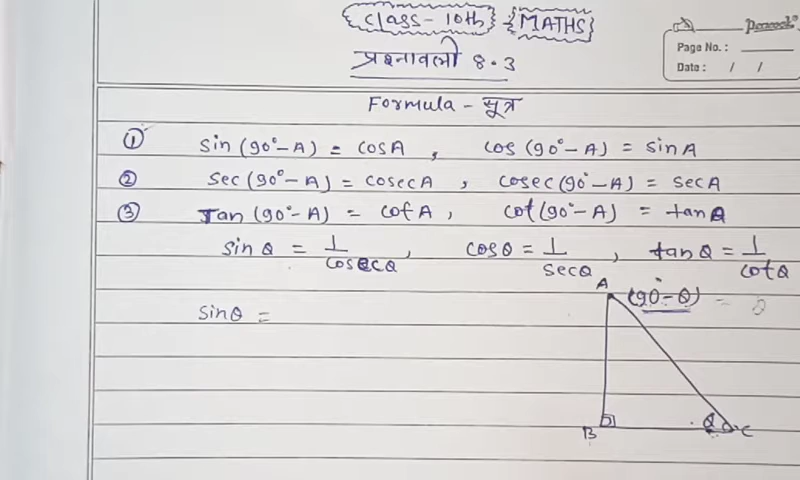 Class-10th MATHS
Peacock
Page No.:
Date: / /
प्रश्नावली 8.3
Formula - सूत्र
① sin (90°-A) = cosA, cos (90°-A) = sinA
② sec (90°-A) = cosecA, cosec (90°-A) = secA
③ Tan (90°-A) = cotA, cot (90°-A) = tanθ
sinθ = 1/cosecθ, cosθ = 1/secθ, tanθ = 1/cotθ
A (90°-θ) =
sinθ =
B θ C